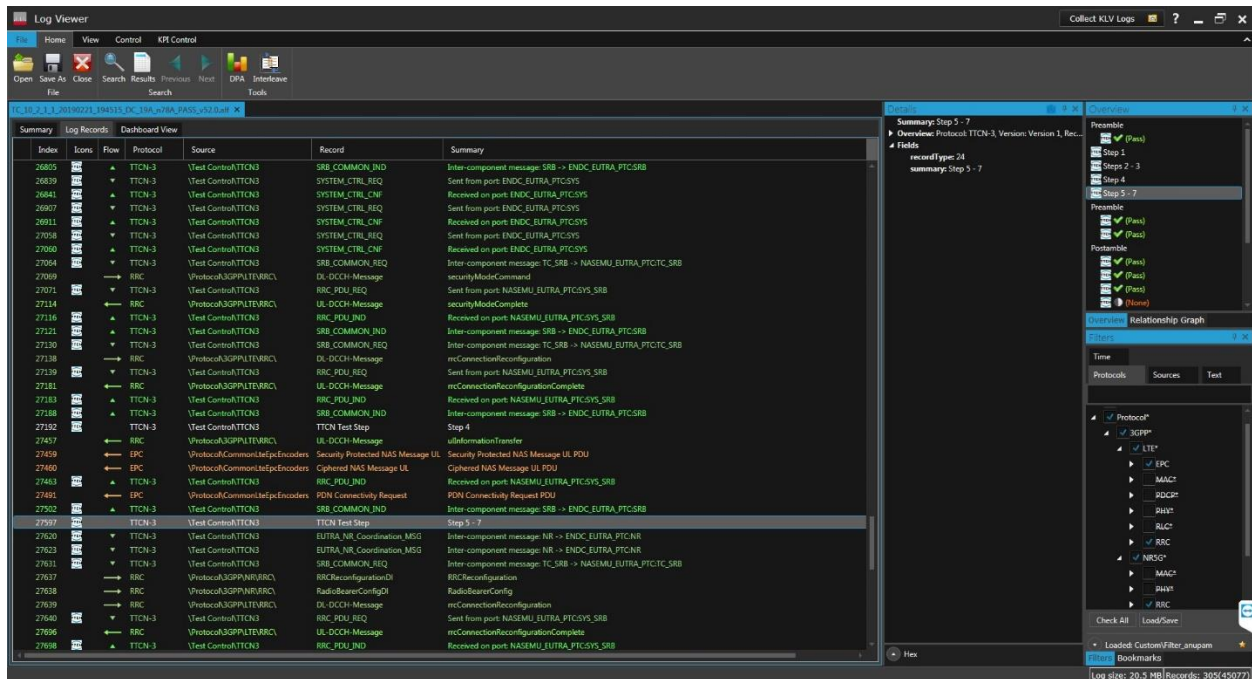 Log Viewer
Collect KLV Logs
File Home View Control KPI Control
Open Save As Close Search Results Previous Next DPA Interleave
File Search Tools
TC_10_2_1_1_20190221_194515_DC_19A_n28A_PASS_v52.0.alf
Summary Log Records Dashboard View
Index Icons Flow Protocol Source Record Summary
26805 TTCN-3 \Test Control\TTCN3 SRB_COMMON_IND Inter-component message: SRB -> ENDC_EUTRA_PTC:SRB
26839 TTCN-3 \Test Control\TTCN3 SYSTEM_CTRL_REQ Sent from port: ENDC_EUTRA_PTC:SYS
26841 TTCN-3 \Test Control\TTCN3 SYSTEM_CTRL_CNF Received on port: ENDC_EUTRA_PTC:SYS
26907 TTCN-3 \Test Control\TTCN3 SYSTEM_CTRL_REQ Sent from port: ENDC_EUTRA_PTC:SYS
26911 TTCN-3 \Test Control\TTCN3 SYSTEM_CTRL_CNF Received on port: ENDC_EUTRA_PTC:SYS
27058 TTCN-3 \Test Control\TTCN3 SYSTEM_CTRL_REQ Sent from port: ENDC_EUTRA_PTC:SYS
27060 TTCN-3 \Test Control\TTCN3 SYSTEM_CTRL_CNF Received on port: ENDC_EUTRA_PTC:SYS
27064 TTCN-3 \Test Control\TTCN3 SRB_COMMON_REQ Inter-component message: TC_SRB -> NASEMU_EUTRA_PTC:TC_SRB
27069 RRC \Protocol\3GPP\LTE\RRC\ DL-DCCH-Message securityModeCommand
27071 TTCN-3 \Test Control\TTCN3 RRC_PDU_REQ Sent from port: NASEMU_EUTRA_PTC:SYS_SRB
27114 RRC \Protocol\3GPP\LTE\RRC\ UL-DCCH-Message securityModeComplete
27116 TTCN-3 \Test Control\TTCN3 RRC_PDU_IND Received on port: NASEMU_EUTRA_PTC:SYS_SRB
27121 TTCN-3 \Test Control\TTCN3 SRB_COMMON_IND Inter-component message: SRB -> ENDC_EUTRA_PTC:SRB
27130 TTCN-3 \Test Control\TTCN3 SRB_COMMON_REQ Inter-component message: TC_SRB -> NASEMU_EUTRA_PTC:TC_SRB
27138 RRC \Protocol\3GPP\LTE\RRC\ DL-DCCH-Message rrcConnectionReconfiguration
27139 TTCN-3 \Test Control\TTCN3 RRC_PDU_REQ Sent from port: NASEMU_EUTRA_PTC:SYS_SRB
27181 RRC \Protocol\3GPP\LTE\RRC\ UL-DCCH-Message rrcConnectionReconfigurationComplete
27183 TTCN-3 \Test Control\TTCN3 RRC_PDU_IND Received on port: NASEMU_EUTRA_PTC:SYS_SRB
27188 TTCN-3 \Test Control\TTCN3 SRB_COMMON_IND Inter-component message: SRB -> ENDC_EUTRA_PTC:SRB
27192 TTCN-3 \Test Control\TTCN3 TTCN Test Step Step 4
27457 RRC \Protocol\3GPP\LTE\RRC\ UL-DCCH-Message ulInformationTransfer
27459 EPC \Protocol\CommonLteEpcEncoders Security Protected NAS Message UL Security Protected NAS Message UL PDU
27460 EPC \Protocol\CommonLteEpcEncoders Ciphered NAS Message UL Ciphered NAS Message UL PDU
27463 TTCN-3 \Test Control\TTCN3 RRC_PDU_IND Received on port: NASEMU_EUTRA_PTC:SYS_SRB
27491 EPC \Protocol\CommonLteEpcEncoders PDN Connectivity Request PDN Connectivity Request PDU
27502 TTCN-3 \Test Control\TTCN3 SRB_COMMON_IND Inter-component message: SRB -> ENDC_EUTRA_PTC:SRB
27597 TTCN-3 \Test Control\TTCN3 TTCN Test Step Step 5 - 7
27620 TTCN-3 \Test Control\TTCN3 EUTRA_NR_Coordination_MSG Inter-component message: NR -> ENDC_EUTRA_PTC:NR
27623 TTCN-3 \Test Control\TTCN3 EUTRA_NR_Coordination_MSG Inter-component message: NR -> ENDC_EUTRA_PTC:NR
27631 TTCN-3 \Test Control\TTCN3 SRB_COMMON_REQ Inter-component message: TC_SRB -> NASEMU_EUTRA_PTC:TC_SRB
27637 RRC \Protocol\3GPP\NR\RRC\ RRCReconfigurationDl RRCReconfiguration
27638 RRC \Protocol\3GPP\NR\RRC\ RadioBearerConfigDl RadioBearerConfig
27639 RRC \Protocol\3GPP\LTE\RRC\ DL-DCCH-Message rrcConnectionReconfiguration
27640 TTCN-3 \Test Control\TTCN3 RRC_PDU_REQ Sent from port: NASEMU_EUTRA_PTC:SYS_SRB
27696 RRC \Protocol\3GPP\LTE\RRC\ UL-DCCH-Message rrcConnectionReconfigurationComplete
27698 TTCN-3 \Test Control\TTCN3 RRC_PDU_IND Received on port: NASEMU_EUTRA_PTC:SYS_SRB
Details
Summary: Step 5 - 7
Overview: Protocol: TTCN-3, Version: Version 1, Rec...
Fields
recordType: 24
summary: Step 5 - 7
Hex
Overview
Preamble
(Pass)
Step 1
Steps 2 - 3
Step 4
Step 5 - 7
Preamble
(Pass)
(Pass)
Postamble
(Pass)
(Pass)
(Pass)
(None)
Overview Relationship Graph
Filters
Time
Protocols Sources Text
Protocol*
3GPP*
LTE*
EPC
MAC*
PDCP*
PHY*
RLC*
RRC
NR5G*
MAC*
PHY*
RRC
Check All Load/Save
Loaded: Custom\Filter_anupam
Filters Bookmarks
Log size: 20.5 MB Records: 305(45077)